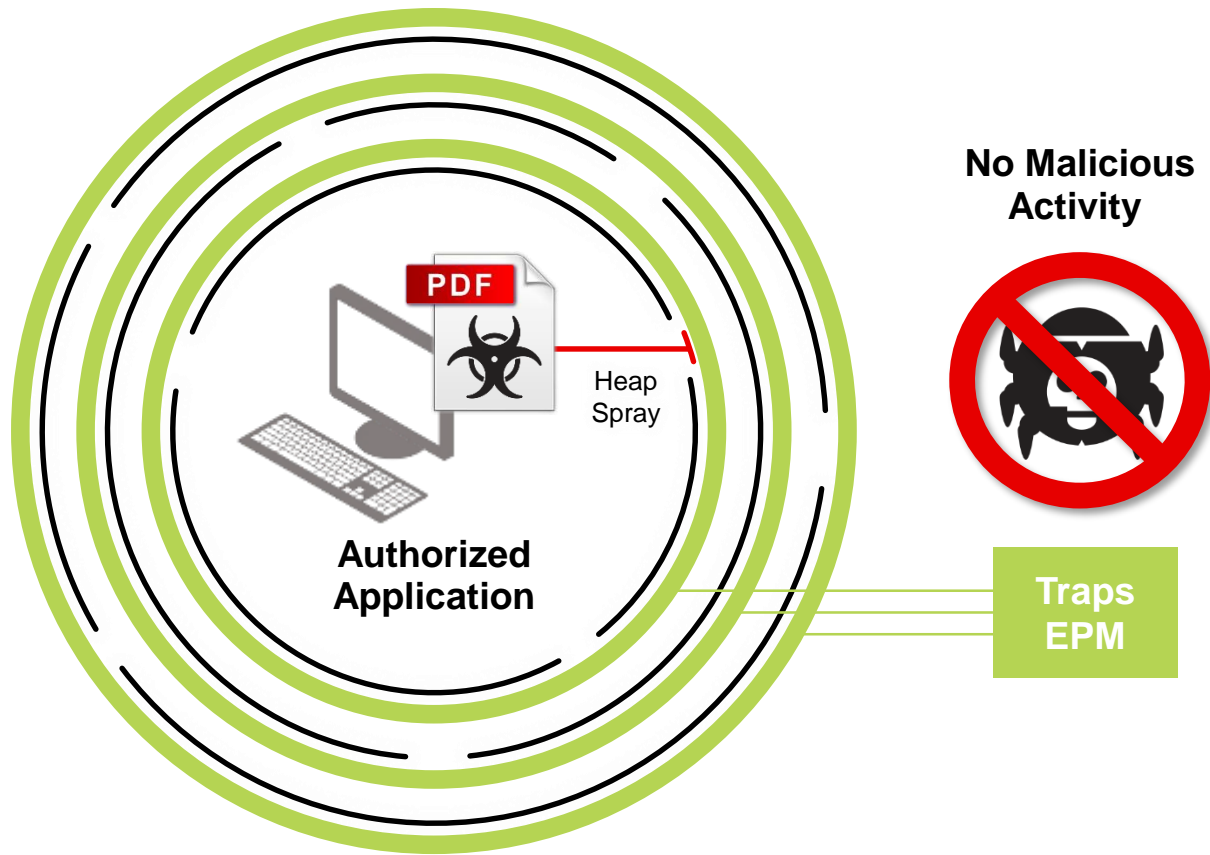 No Malicious
Activity
PDF
Heap
Spray
Authorized
Application
Traps
EPM